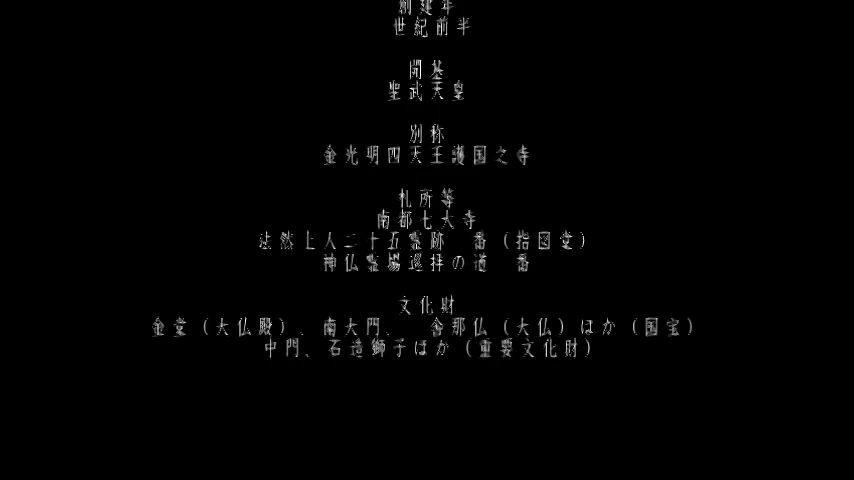 創建年
世紀前半
開基
聖武天皇
別称
金光明四天王護国之寺
札所等
南都七大寺
法然上人二十五霊跡　番（指図堂）
神仏霊場巡拝の道　番
文化財
金堂（大仏殿）、南大門、　舎那仏（大仏）ほか（国宝）
中門、石造獅子ほか（重要文化財）